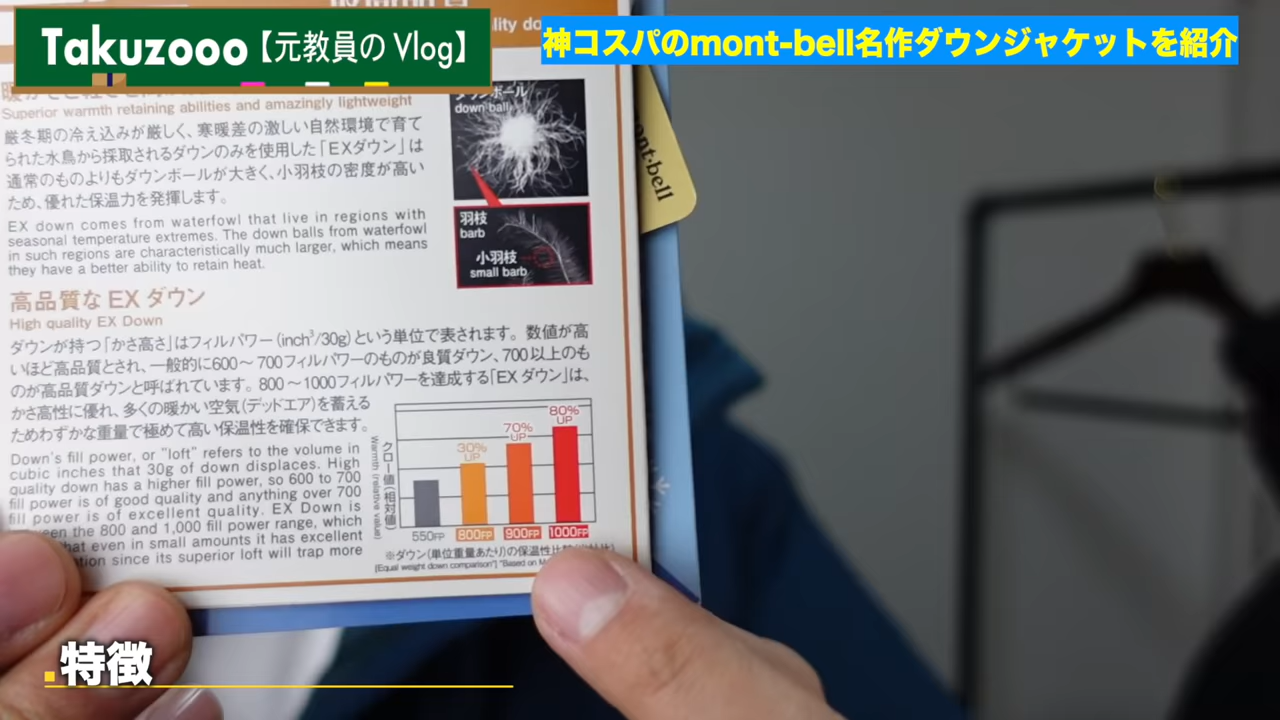 Takuzooo【元教員のVlog】
神コスパのmont-bell名作ダウンジャケットを紹介
lity do
Superior warmth retaining abilities and amazingly lightweight
厳冬期の冷え込みが厳しく、寒暖差の激しい自然環境で育て
られた水鳥から採取されるダウンのみを使用した「EXダウン」は
通常のものよりもダウンボールが大きく、小羽枝の密度が高い
ため、優れた保温力を発揮します。
EX down comes from waterfowl that live in regions with
seasonal temperature extremes. The down balls from waterfowl
in such regions are characteristically much larger, which means
they have a better ability to retain heat.
ダウンボール
down ball
羽枝
barb
小羽枝
small barb
ont-bell
高品質な EX ダウン
High quality EX Down
ダウンが持つ「かさ高さ」はフィルパワー(inch³/30g)という単位で表されます。数値が高
いほど高品質とされ、一般的に600～700フィルパワーのものが良質ダウン、700以上のも
のが高品質ダウンと呼ばれています。800～1000フィルパワーを達成する「EX ダウン」は、
かさ高性に優れ、多くの暖かい空気(デッドエア)を蓄える
ためわずかな重量で極めて高い保温性を確保できます。
Down's fill power, or "loft" refers to the volume in
cubic inches that 30g of down displaces. High
quality down has a higher fill power, so 600 to 700
fill power is of good quality and anything over 700
fill power is of excellent quality. EX Down is
een the 800 and 1,000 fill power range, which
hat even in small amounts it has excellent
tion since its superior loft will trap more
クロー値(相対値)
Warmth (relative value)
30%
UP
70%
UP
80%
UP
550FP
800FP
900FP
1000FP
※ダウン(単位重量あたり)の保温性比
[Equal weight down comparison] "Based on M
特徴